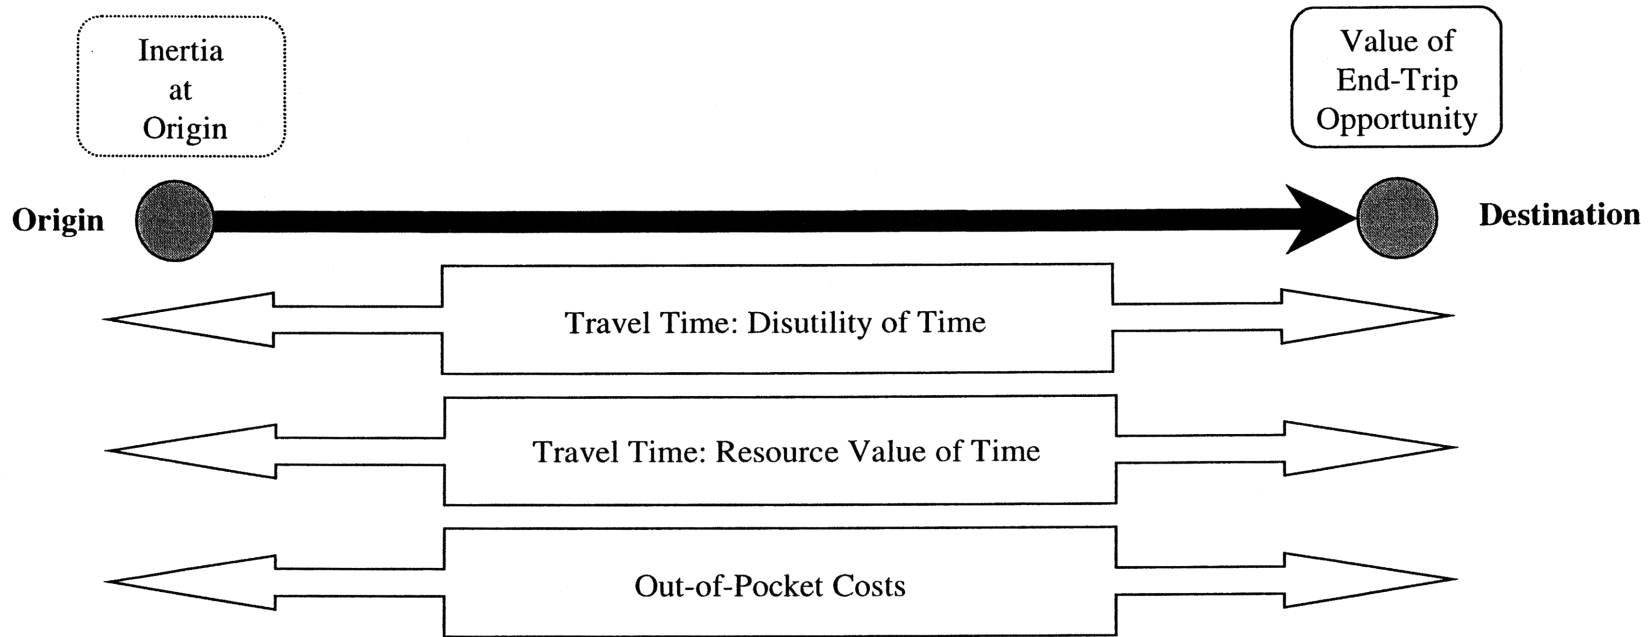 Inertia
at
Origin
Value of
End-Trip
Opportunity
Origin
Destination
Travel Time: Disutility of Time
Travel Time: Resource Value of Time
Out-of-Pocket Costs